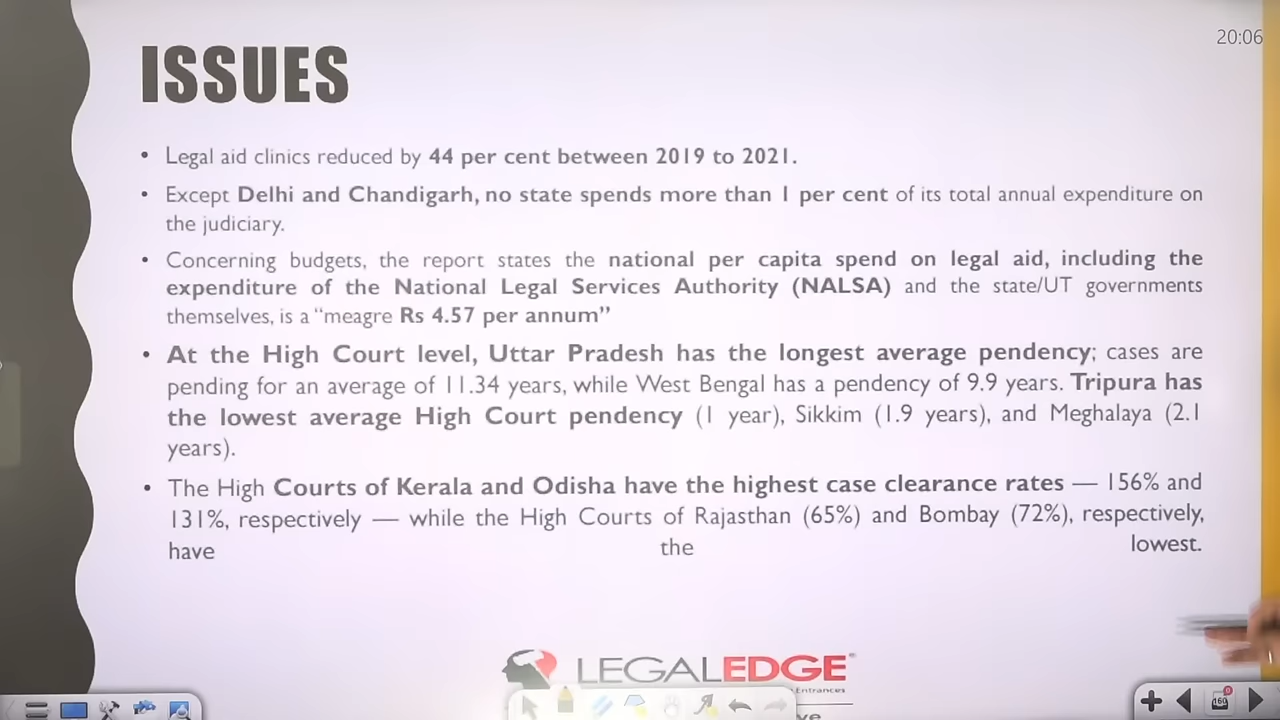 20:06
ISSUES
• Legal aid clinics reduced by 44 per cent between 2019 to 2021.
• Except Delhi and Chandigarh, no state spends more than 1 per cent of its total annual expenditure on
the judiciary.
• Concerning budgets, the report states the national per capita spend on legal aid, including the
expenditure of the National Legal Services Authority (NALSA) and the state/UT governments
themselves, is a “meagre Rs 4.57 per annum”
• At the High Court level, Uttar Pradesh has the longest average pendency; cases are
pending for an average of 11.34 years, while West Bengal has a pendency of 9.9 years. Tripura has
the lowest average High Court pendency (1 year), Sikkim (1.9 years), and Meghalaya (2.1
years).
• The High Courts of Kerala and Odisha have the highest case clearance rates — 156% and
131%, respectively — while the High Courts of Rajasthan (65%) and Bombay (72%), respectively,
have the lowest.
LEGALEDGE
Entrances